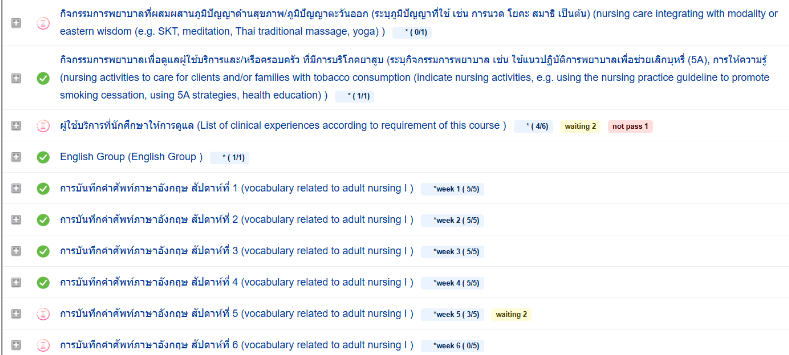 กิจกรรมการพยาบาลที่ผสมผสานภูมิปัญญาด้านสุขภาพ/ภูมิปัญญาตะวันออก (ระบุภูมิปัญญาที่ใช้ เช่น การนวด โยคะ สมาธิ เป็นต้น) (nursing care integrating with modality or
eastern wisdom (e.g. SKT, meditation, Thai traditional massage, yoga) ) * ( 0/1)
กิจกรรมการพยาบาลเพื่อดูแลผู้ใช้บริการและ/หรือครอบครัว ที่มีการบริโภคยาสูบ (ระบุกิจกรรมการพยาบาล เช่น ใช้แนวปฏิบัติการพยาบาลเพื่อช่วยเลิกบุหรี่ (5A), การให้ความรู้
(nursing activities to care for clients and/or families with tobacco consumption (indicate nursing activities, e.g. using the nursing practice guideline to promote
smoking cessation, using 5A strategies, health education) ) * ( 1/1)
ผู้ใช้บริการที่นักศึกษาให้การดูแล (List of clinical experiences according to requirement of this course ) * ( 4/6) waiting 2 not pass 1
English Group (English Group ) * ( 1/1)
การบันทึกคำศัพท์ภาษาอังกฤษ สัปดาห์ที่ 1 (vocabulary related to adult nursing I ) *week 1 ( 5/5)
การบันทึกคำศัพท์ภาษาอังกฤษ สัปดาห์ที่ 2 (vocabulary related to adult nursing I ) *week 2 ( 5/5)
การบันทึกคำศัพท์ภาษาอังกฤษ สัปดาห์ที่ 3 (vocabulary related to adult nursing I ) *week 3 ( 5/5)
การบันทึกคำศัพท์ภาษาอังกฤษ สัปดาห์ที่ 4 (vocabulary related to adult nursing I ) *week 4 ( 5/5)
การบันทึกคำศัพท์ภาษาอังกฤษ สัปดาห์ที่ 5 (vocabulary related to adult nursing I ) *week 5 ( 3/5) waiting 2
การบันทึกคำศัพท์ภาษาอังกฤษ สัปดาห์ที่ 6 (vocabulary related to adult nursing I ) *week 6 ( 0/5)